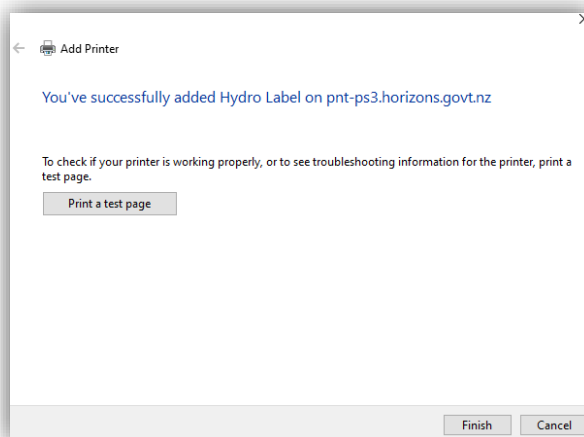 Add Printer
You've successfully added Hydro Label on pnt-ps3.horizons.govt.nz
To check if your printer is working properly, or to see troubleshooting information for the printer, print a
test page.
Print a test page
Finish
Cancel